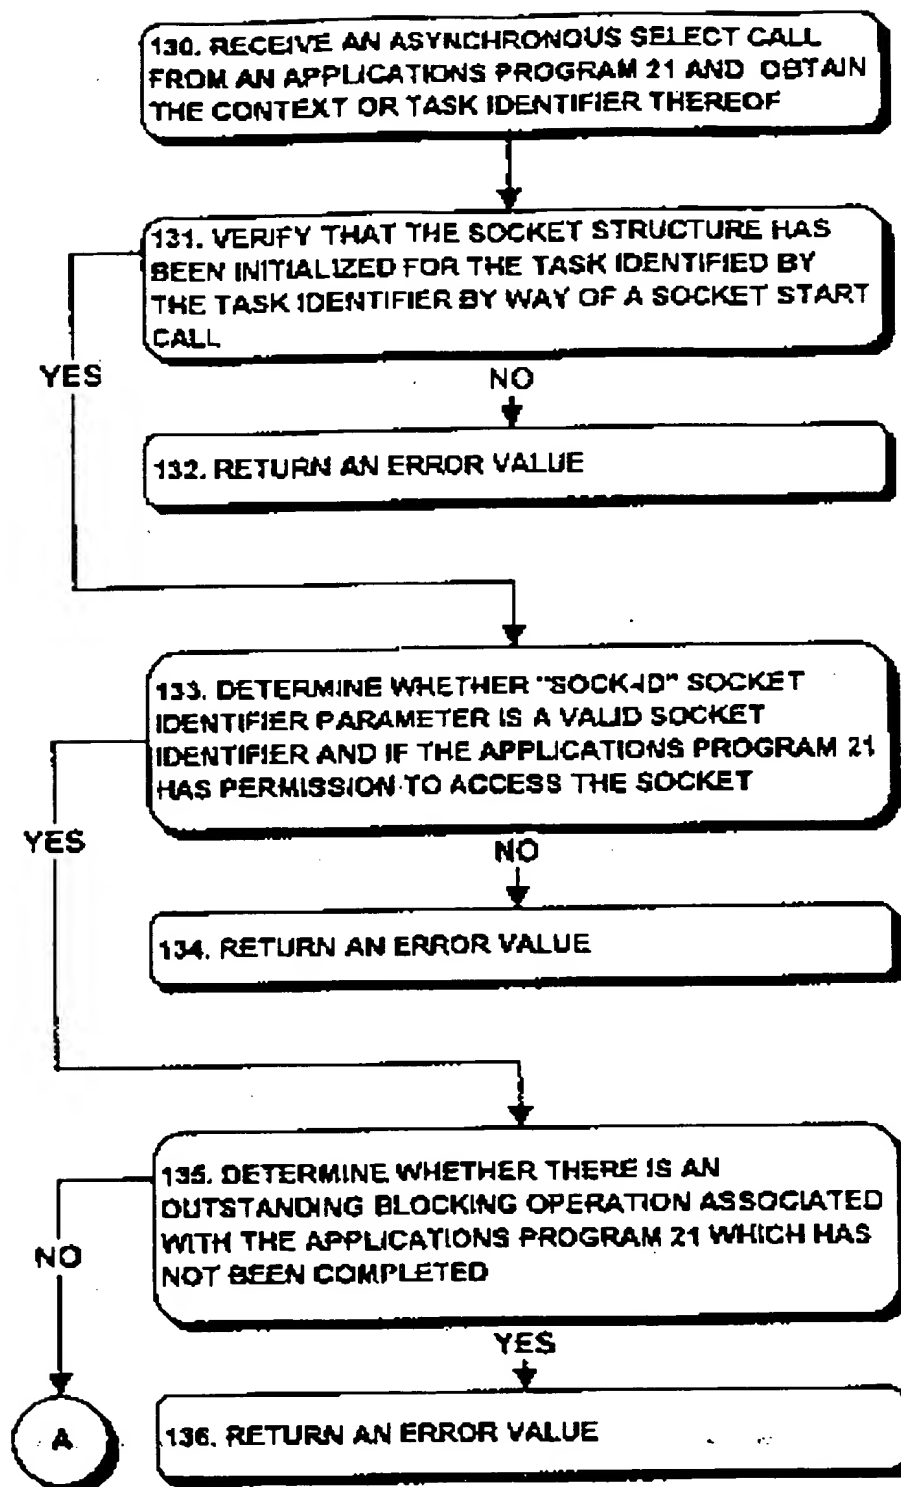 130. RECEIVE AN ASYNCHRONOUS SELECT CALL
FROM AN APPLICATIONS PROGRAM 21 AND OBTAIN
THE CONTEXT OR TASK IDENTIFIER THEREOF
131. VERIFY THAT THE SOCKET STRUCTURE HAS
BEEN INITIALIZED FOR THE TASK IDENTIFIED BY
THE TASK IDENTIFIER BY WAY OF A SOCKET START
CALL
YES
NO
132. RETURN AN ERROR VALUE
133. DETERMINE WHETHER "SOCK-ID" SOCKET
IDENTIFIER PARAMETER IS A VALID SOCKET
IDENTIFIER AND IF THE APPLICATIONS PROGRAM 21
HAS PERMISSION TO ACCESS THE SOCKET
YES
NO
134. RETURN AN ERROR VALUE
135. DETERMINE WHETHER THERE IS AN
OUTSTANDING BLOCKING OPERATION ASSOCIATED
WITH THE APPLICATIONS PROGRAM 21 WHICH HAS
NOT BEEN COMPLETED
NO
YES
A
136. RETURN AN ERROR VALUE